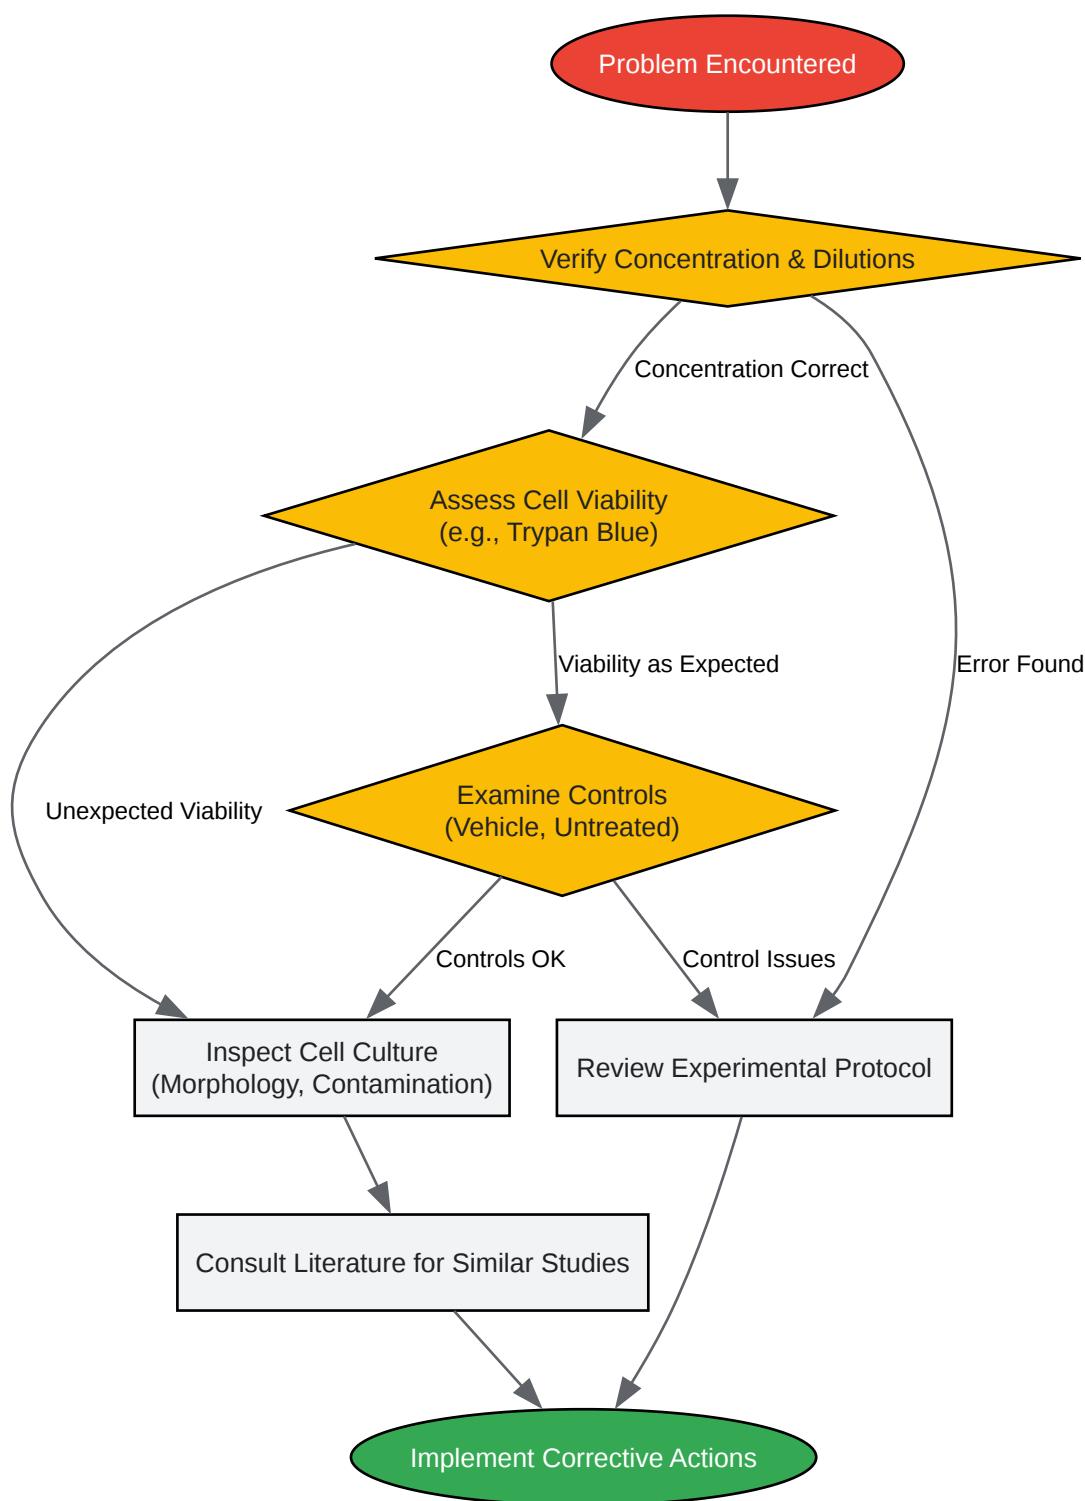 Problem Encountered
Verify Concentration & Dilutions
Concentration Correct
Assess Cell Viability
(e.g., Trypan Blue)
Viability as Expected
Error Found
Examine Controls
(Vehicle, Untreated)
Unexpected Viability
Controls OK
Control Issues
Inspect Cell Culture
(Morphology, Contamination)
Review Experimental Protocol
Consult Literature for Similar Studies
Implement Corrective Actions